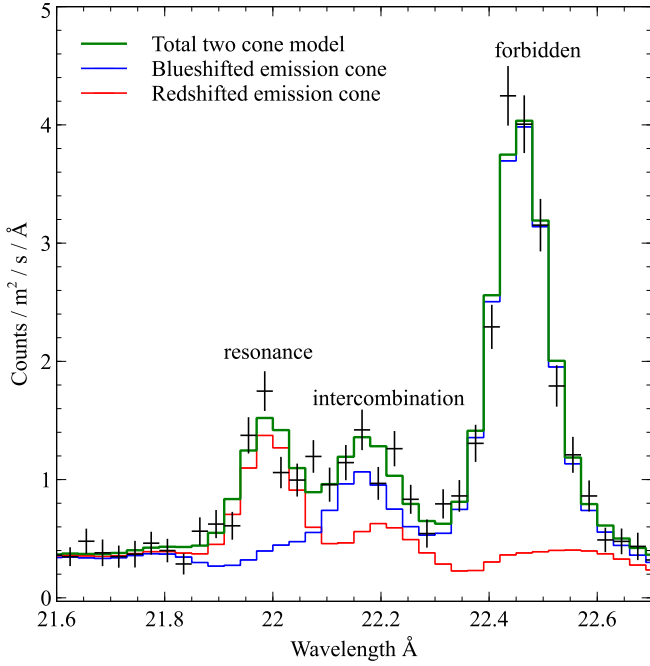 Total two cone model
Blueshifted emission cone
Redshifted emission cone
forbidden
resonance
intercombination
Counts / m² / s / Å
5
4
3
2
1
0
21.6
21.8
22
22.2
22.4
22.6
Wavelength Å